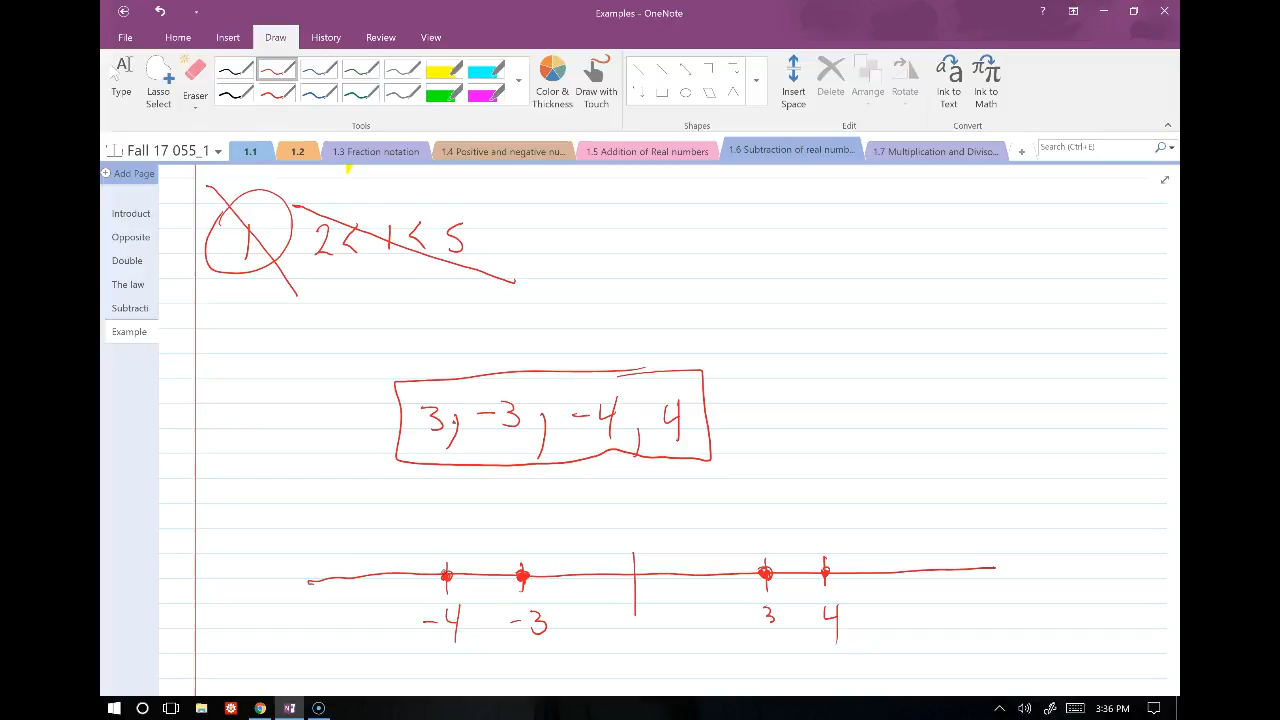 Examples - OneNote
?
File Home Insert Draw History Review View
Type
Lasso Select
Eraser
Color & Thickness
Draw with Touch
Insert Space
Delete
Arrange
Rotate
Ink to Text
Ink to Math
Tools Shapes Edit Convert
Fall 17 055_1 1.1 1.2 1.3 Fraction notation 1.4 Positive and negative nu... 1.5 Addition of Real numbers 1.6 Subtraction of real numb... 1.7 Multiplication and Diviso... + Search (Ctrl+E)
Add Page
Introduct
Opposite
Double
The law
Subtracti
Example
1 2 < 1 < 5
3, -3, -4, 4
-4 -3 3 4
3:36 PM